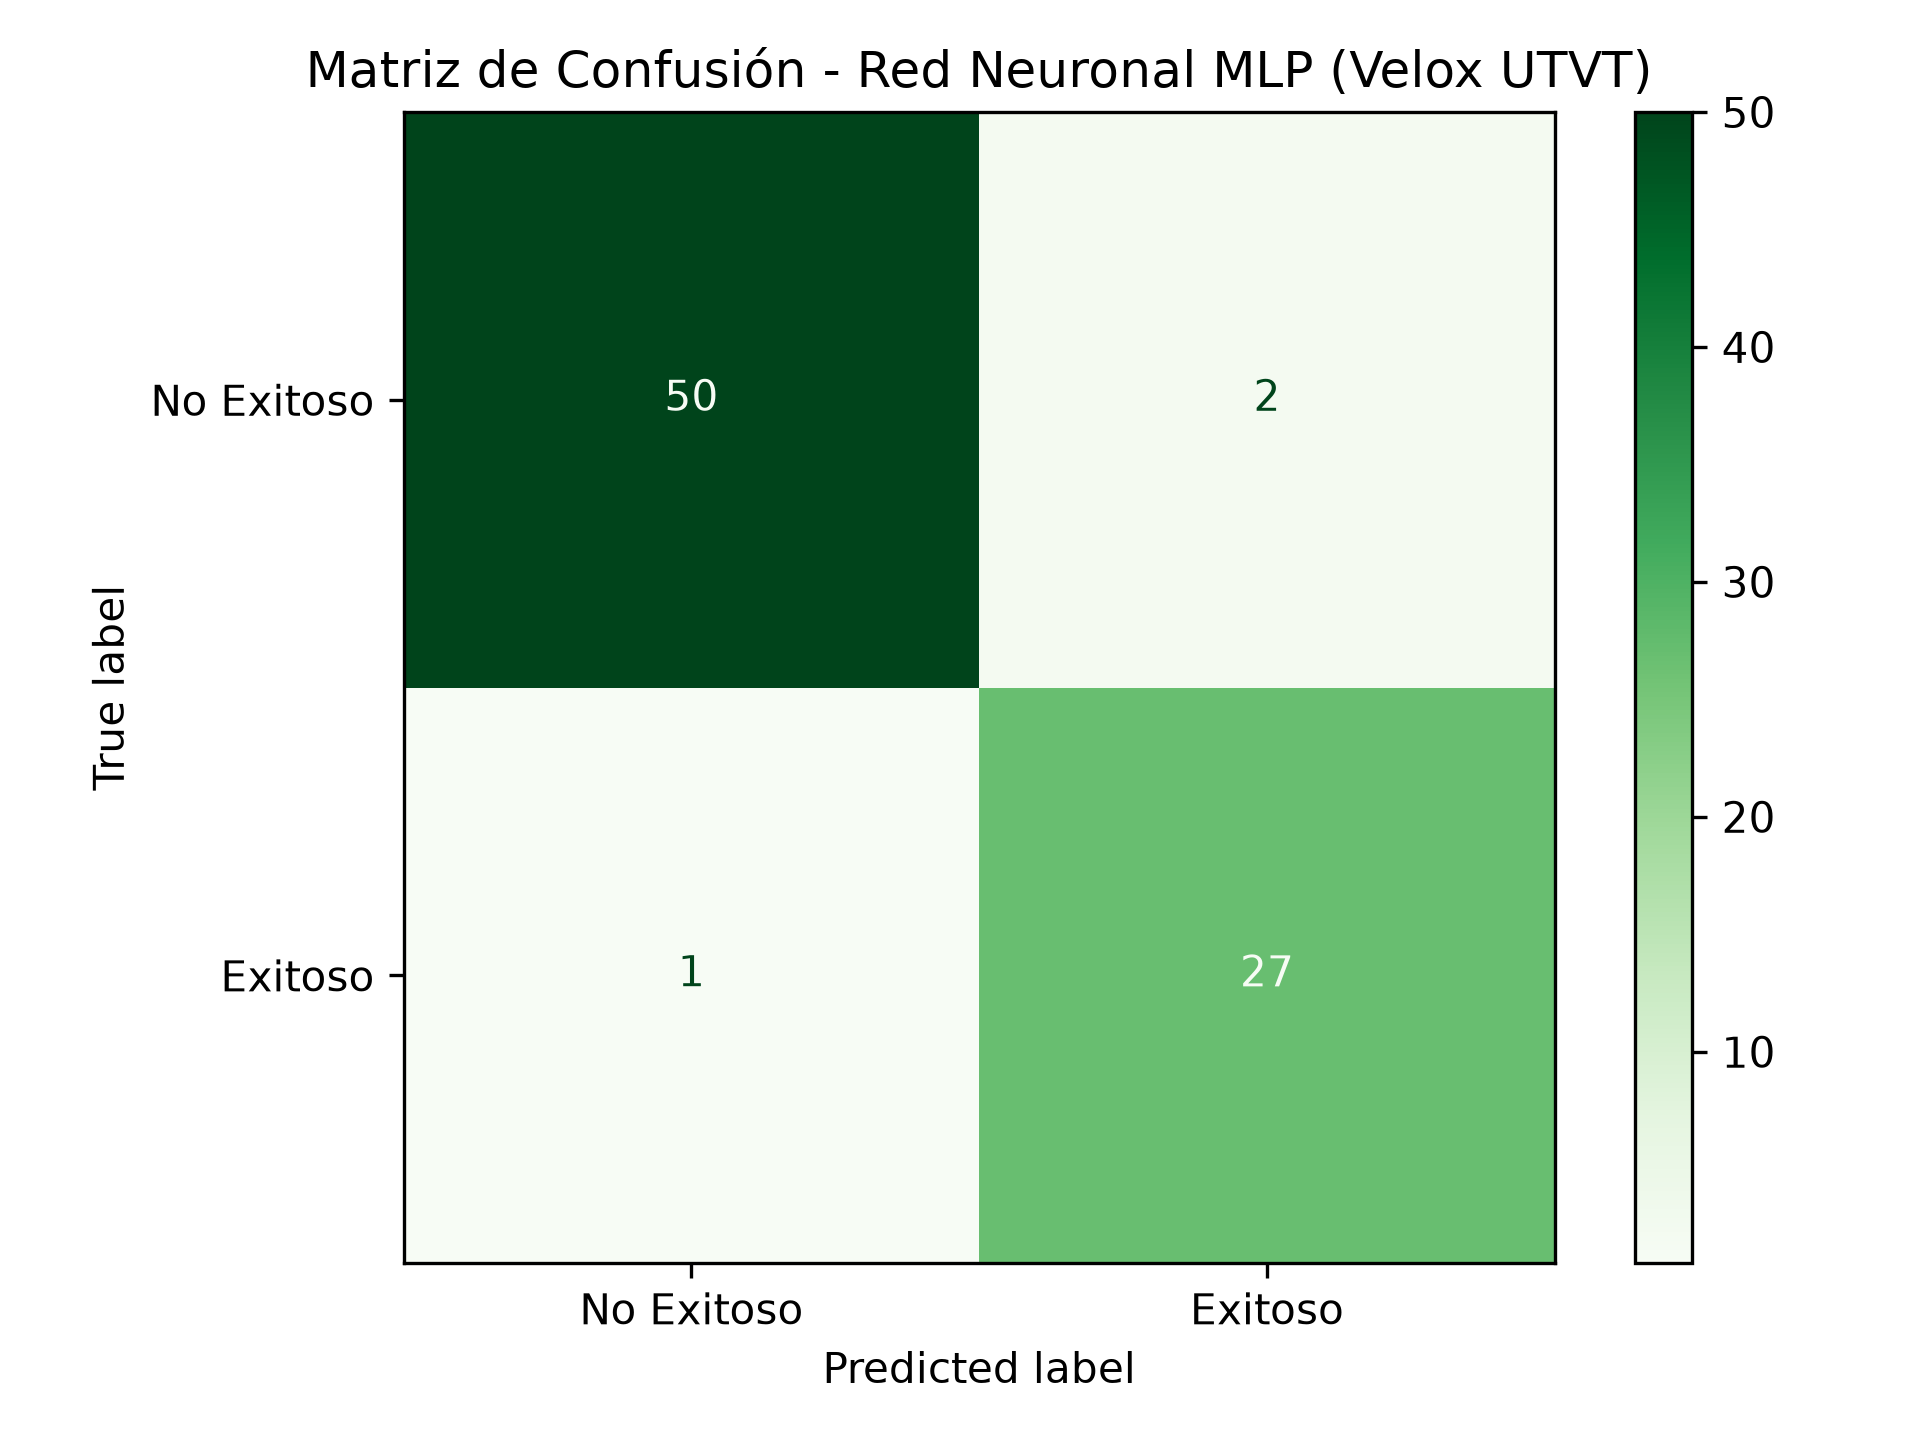 Matriz de Confusión - Red Neuronal MLP (Velox UTVT)
50
40
30
20
10
True label
No Exitoso
50
2
Exitoso
1
27
No Exitoso
Exitoso
Predicted label